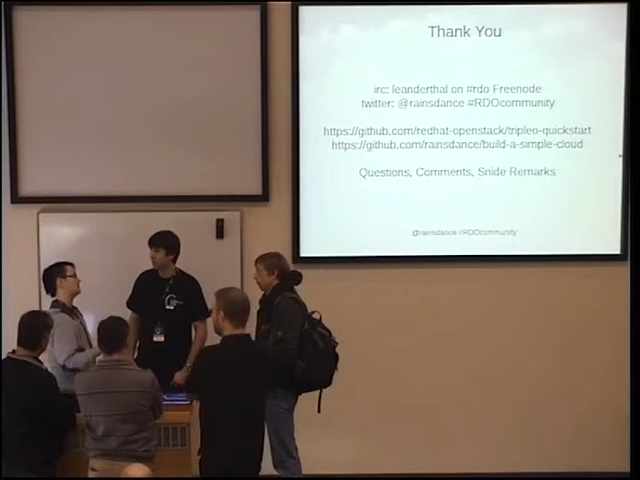 Thank You
irc: leanderthal on #rdo Freenode
twitter: @rainsdance #RDOcommunity
https://github.com/redhat-openstack/tripleo-quickstart
https://github.com/rainsdance/build-a-simple-cloud
Questions, Comments, Snide Remarks
@rainsdance #RDOcommunity